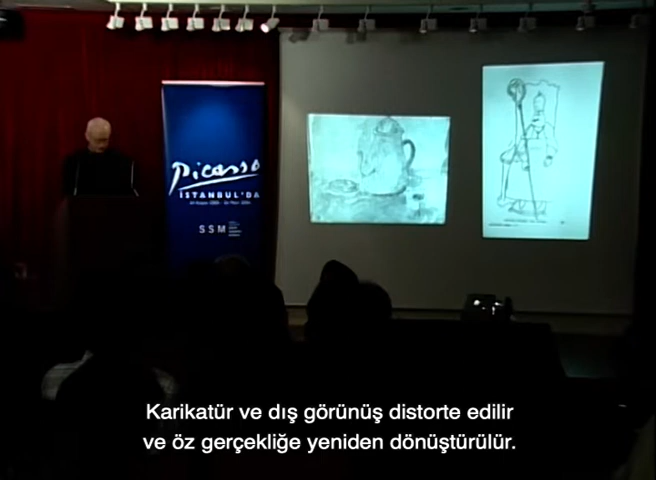 Picasso
İSTANBUL'DA
SSM
Karikatür ve dış görünüş distorte edilir
ve öz gerçekliğe yeniden dönüştürülür.